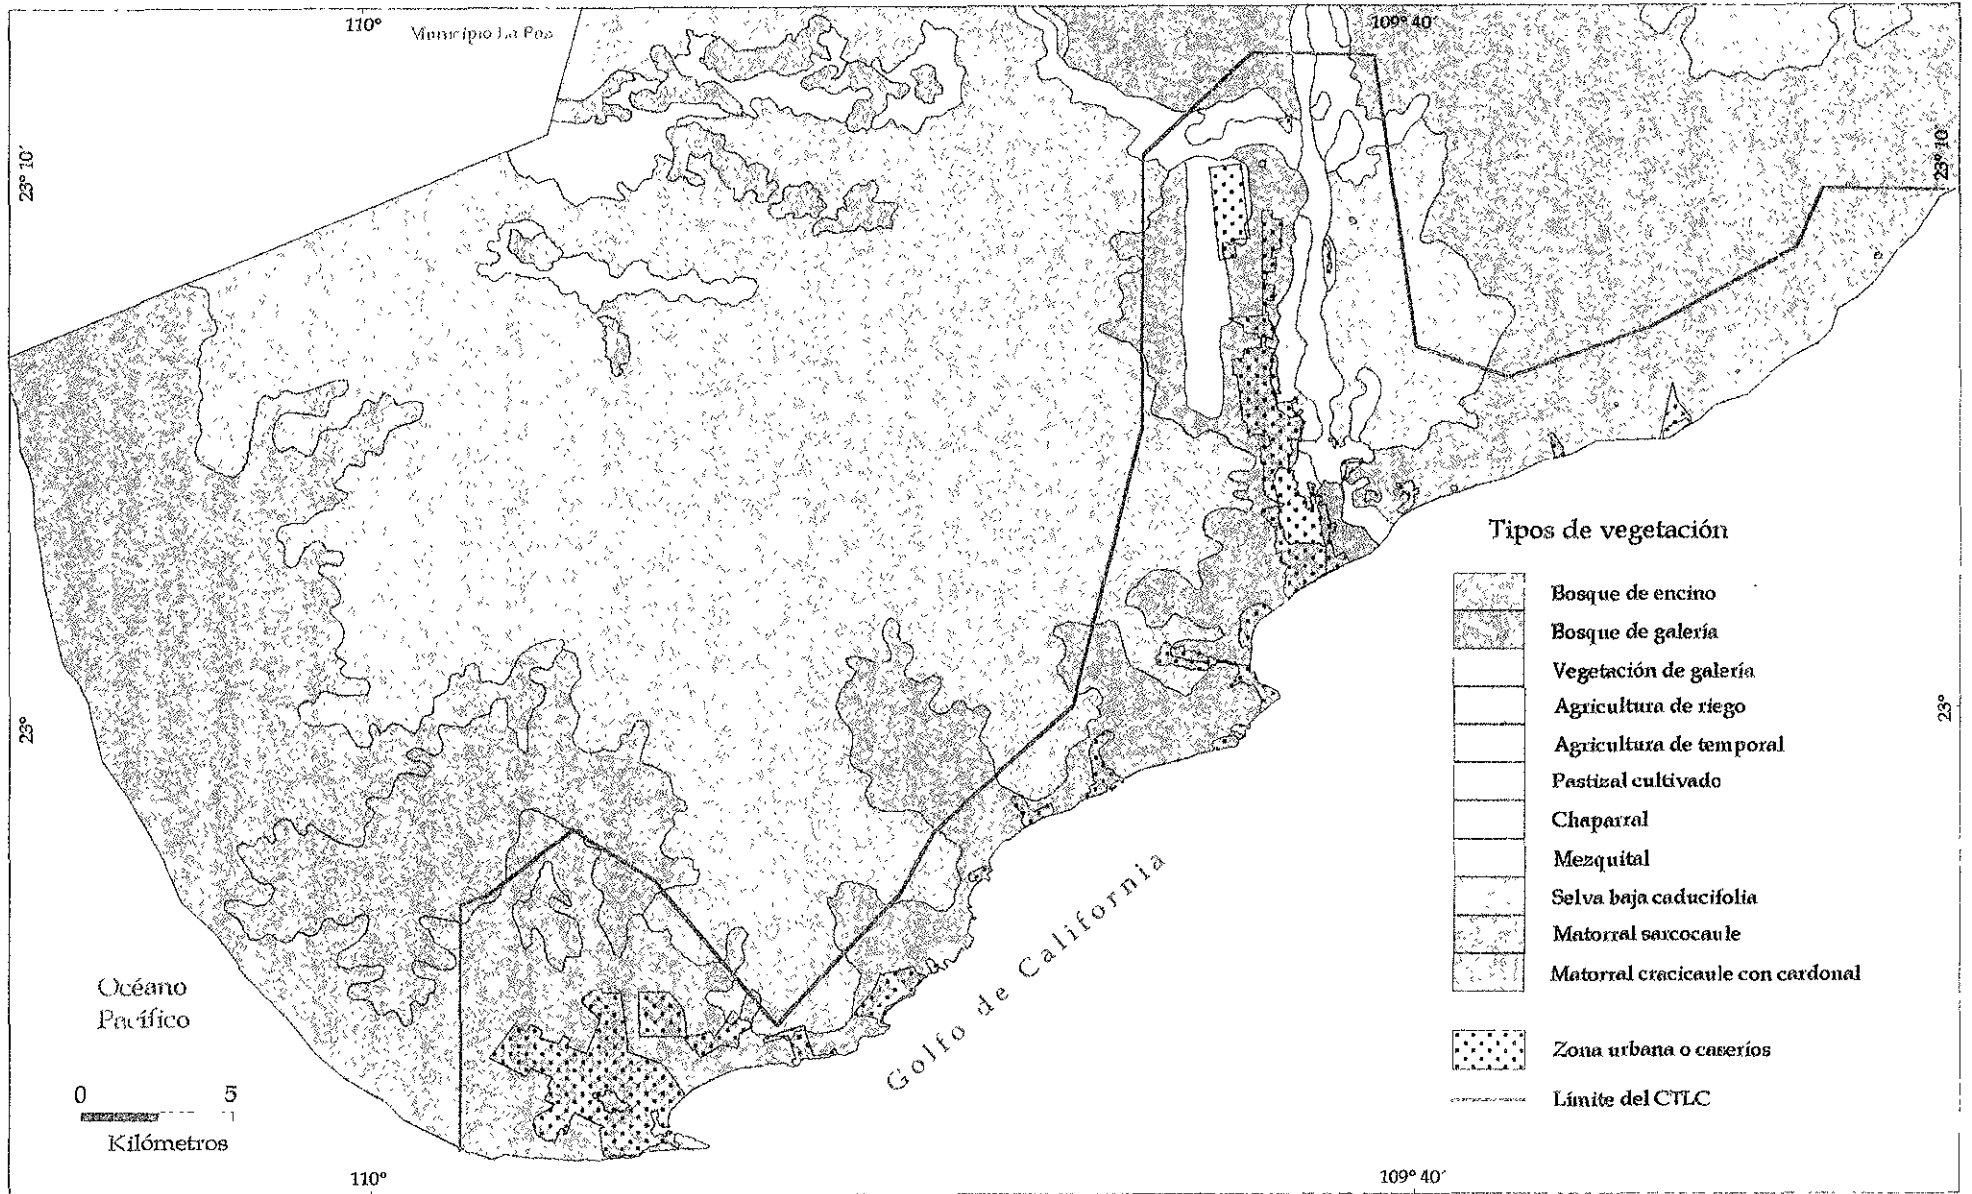 110°
Municipio La Paz
109° 40´
23° 10´
23° 10´
23°
23°
Tipos de vegetación
Bosque de encino
Bosque de galería
Vegetación de galería
Agricultura de riego
Agricultura de temporal
Pastizal cultivado
Chaparral
Mezquital
Selva baja caducifolia
Matorral sarcocaule
Matorral cracicaule con cardonal
Zona urbana o caseríos
Límite del CTLC
Golfo de California
Océano
Pacífico
0 5
Kilómetros
110°
109° 40´